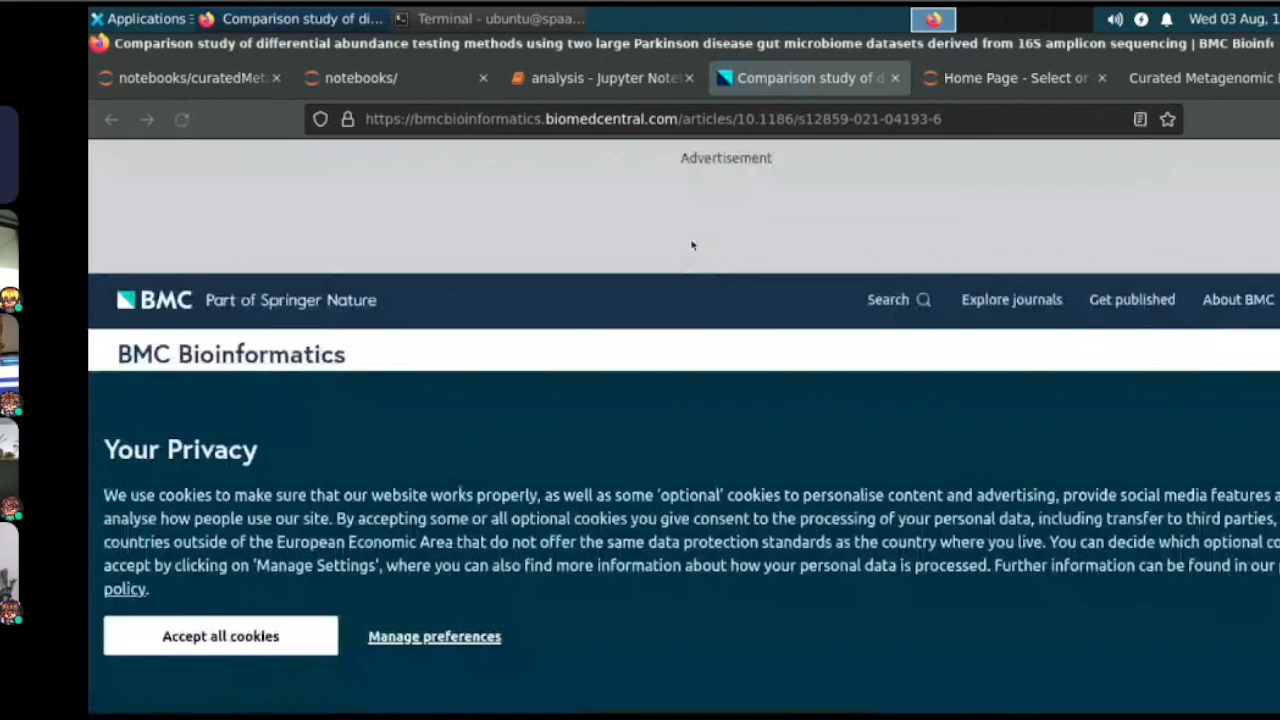 Applications Comparison study of di... Terminal - ubuntu@spaa... Wed 03 Aug, 1
Comparison study of differential abundance testing methods using two large Parkinson disease gut microbiome datasets derived from 16S amplicon sequencing | BMC Bioinf
notebooks/curatedMet notebooks/ analysis - Jupyter Note Comparison study of d Home Page - Select or Curated Metagenomic
https://bmcbioinformatics.biomedcentral.com/articles/10.1186/s12859-021-04193-6
Advertisement
BMC Part of Springer Nature Search Explore journals Get published About BMC
BMC Bioinformatics
Your Privacy
We use cookies to make sure that our website works properly, as well as some 'optional' cookies to personalise content and advertising, provide social media features a
analyse how people use our site. By accepting some or all optional cookies you give consent to the processing of your personal data, including transfer to third parties,
countries outside of the European Economic Area that do not offer the same data protection standards as the country where you live. You can decide which optional co
accept by clicking on 'Manage Settings', where you can also find more information about how your personal data is processed. Further information can be found in our
policy.
Accept all cookies Manage preferences